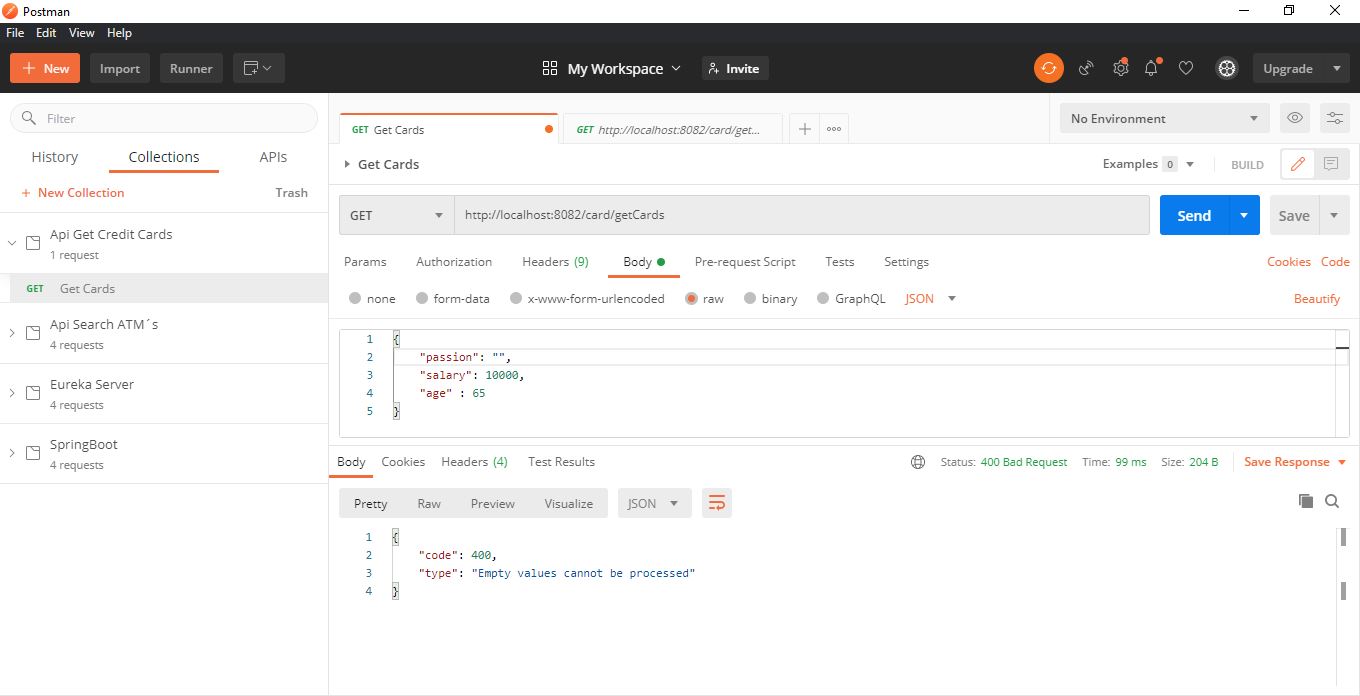 Postman
File Edit View Help
+ New Import Runner My Workspace Invite Upgrade
Filter
History Collections APIs
+ New Collection Trash
Api Get Credit Cards
1 request
GET Get Cards
Api Search ATM´s
4 requests
Eureka Server
4 requests
SpringBoot
4 requests
GET Get Cards GET http://localhost:8082/card/get... + ooo No Environment
Get Cards Examples 0 BUILD
GET http://localhost:8082/card/getCards Send Save
Params Authorization Headers (9) Body Pre-request Script Tests Settings Cookies Code
none form-data x-www-form-urlencoded raw binary GraphQL JSON Beautify
1 {
2 "passion": "",
3 "salary": 10000,
4 "age" : 65
5 }
Body Cookies Headers (4) Test Results Status: 400 Bad Request Time: 99 ms Size: 204 B Save Response
Pretty Raw Preview Visualize JSON
1 {
2 "code": 400,
3 "type": "Empty values cannot be processed"
4 }